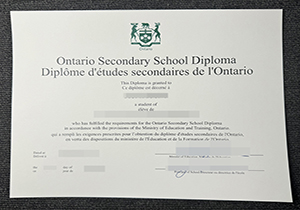 Ontario
Ontario Secondary School Diploma
Diplôme d'études secondaires de l'Ontario
This Diploma is granted to
Ce diplôme est décerné à
a student of
élève de
who has fulfilled the requirements for the Ontario Secondary School Diploma
in accordance with the provisions of the Ministry of Education and Training, Ontario.
qui a rempli les exigences prescrites pour l'obtention du diplôme d'études secondaires de l'Ontario,
en vertu des dispositions du ministère de l'Éducation et de la Formation de l'Ontario.